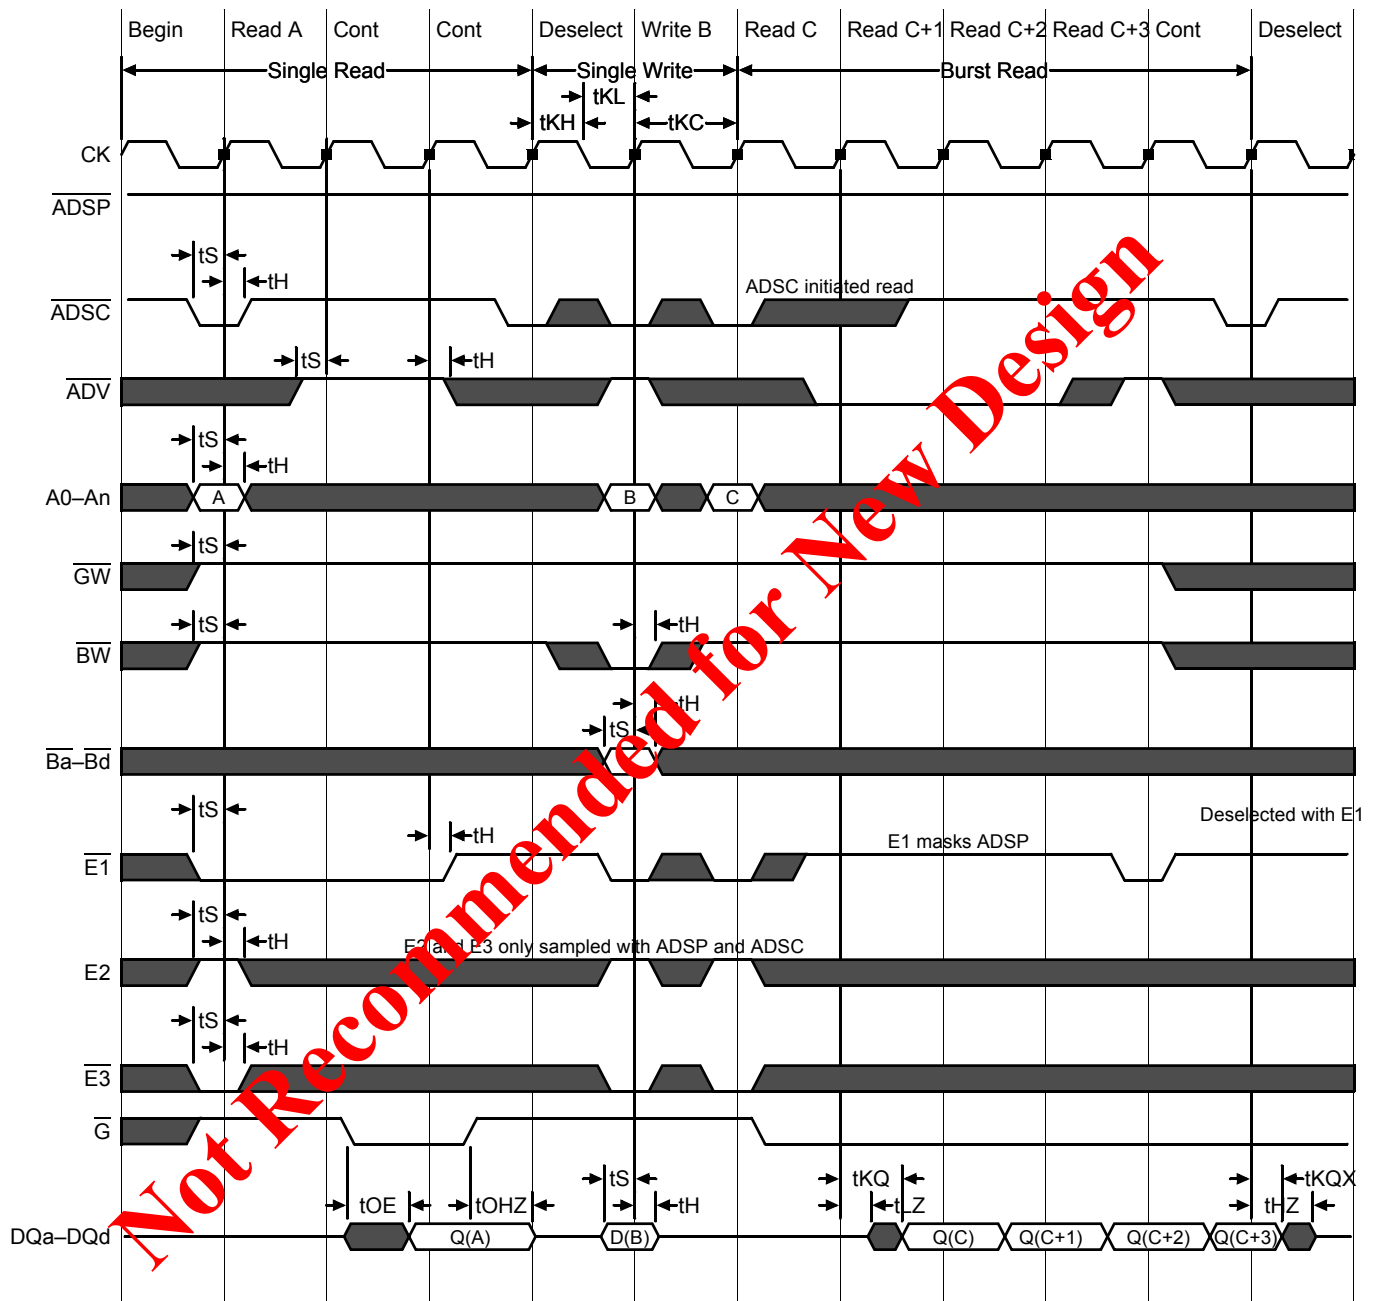 Begin Read A Cont Cont Deselect Write B Read C Read C+1 Read C+2 Read C+3 Cont Deselect
Single Read Single Write Burst Read
tKL
tKH tKC
CK
ADSP
tS
tH
ADSC initiated read
ADSC
tS tH
ADV
tS
tH
A0–An A B C
tS
GW
tS tH
BW
tH
tS
Ba–Bd
tS Deselected with E1
tH E1 masks ADSP
E1
tS
tH E2 and E3 only sampled with ADSP and ADSC
E2
tS
tH
E3
G
tS tKQ tKQX
tOE tOHZ tH tLZ tHZ
DQa–DQd Q(A) D(B) Q(C) Q(C+1) Q(C+2) Q(C+3)
Not Recommended for New Design